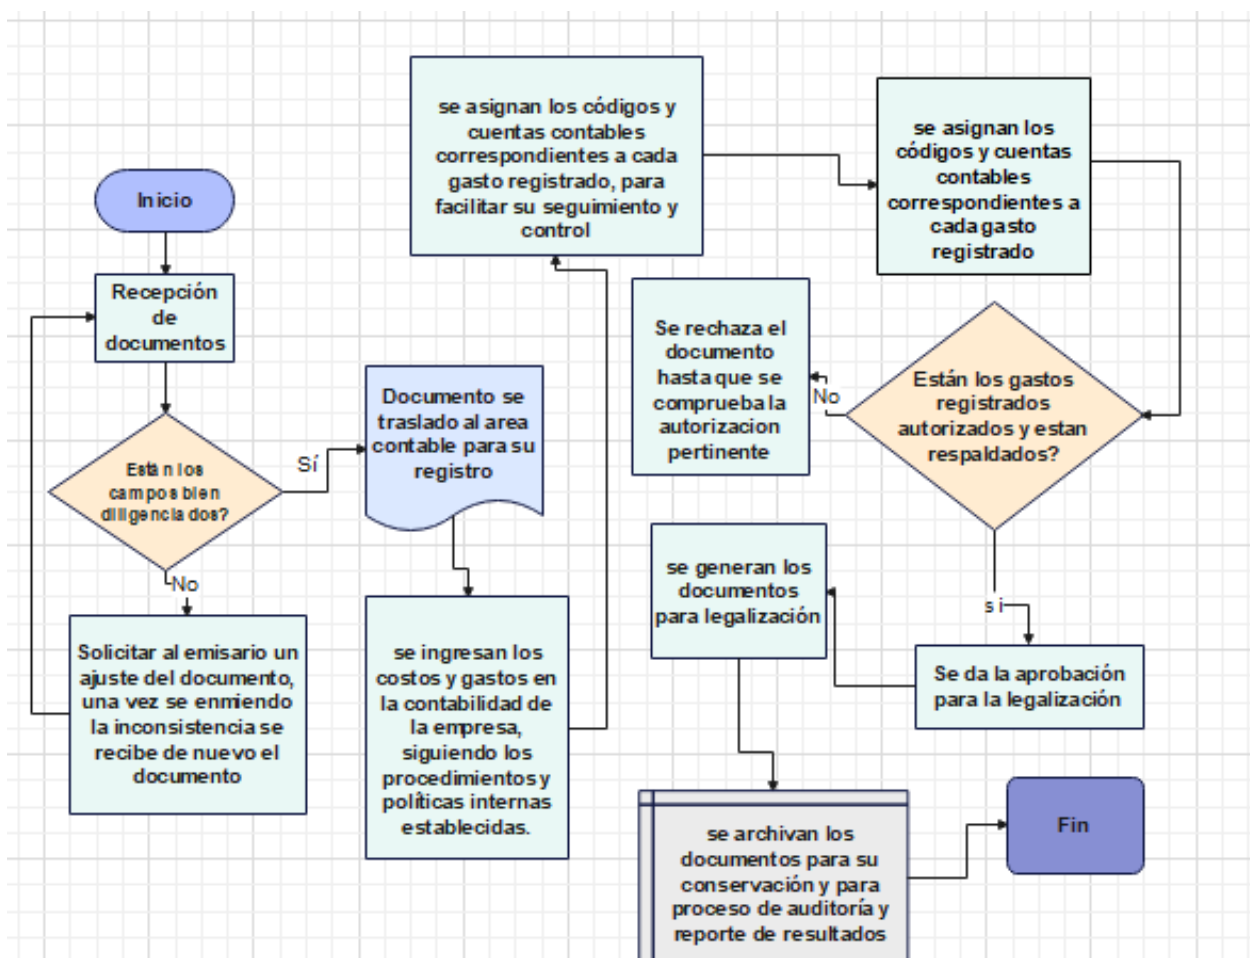 Inicio
Recepción
de
documentos
Están los
campos bien
diligenciados?
Sí
No
Solicitar al emisario un
ajuste del documento,
una vez se enmiendo
la inconsistencia se
recibe de nuevo el
documento
Documento se
traslado al area
contable para su
registro
se ingresan los
costos y gastos en
la contabilidad de
la empresa,
siguiendo los
procedimientos y
políticas internas
establecidas.
se asignan los códigos y
cuentas contables
correspondientes a cada
gasto registrado, para
facilitar su seguimiento y
control
se asignan los
códigos y cuentas
contables
correspondientes a
cada gasto
registrado
Están los gastos
registrados
autorizados y estan
respaldados?
No
Se rechaza el
documento
hasta que se
comprueba la
autorizacion
pertinente
si
Se da la aprobación
para la legalización
se generan los
documentos
para legalización
se archivan los
documentos para su
conservación y para
proceso de auditoría y
reporte de resultados
Fin